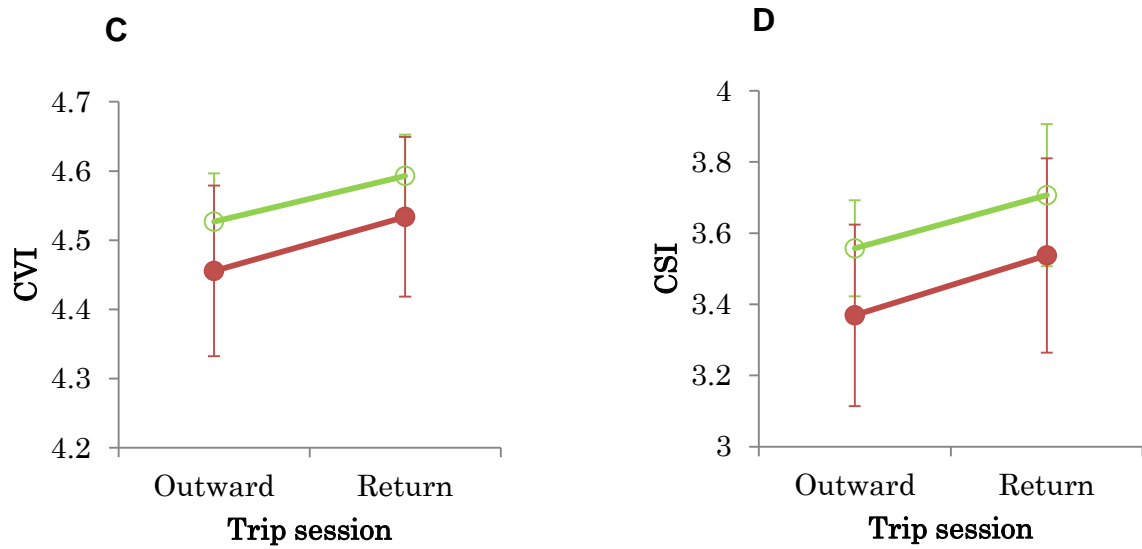 C
4.7
4.6
4.5
4.4
4.3
4.2
CVI
Outward Return
Trip session
D
4
3.8
3.6
3.4
3.2
3
CSI
Outward Return
Trip session